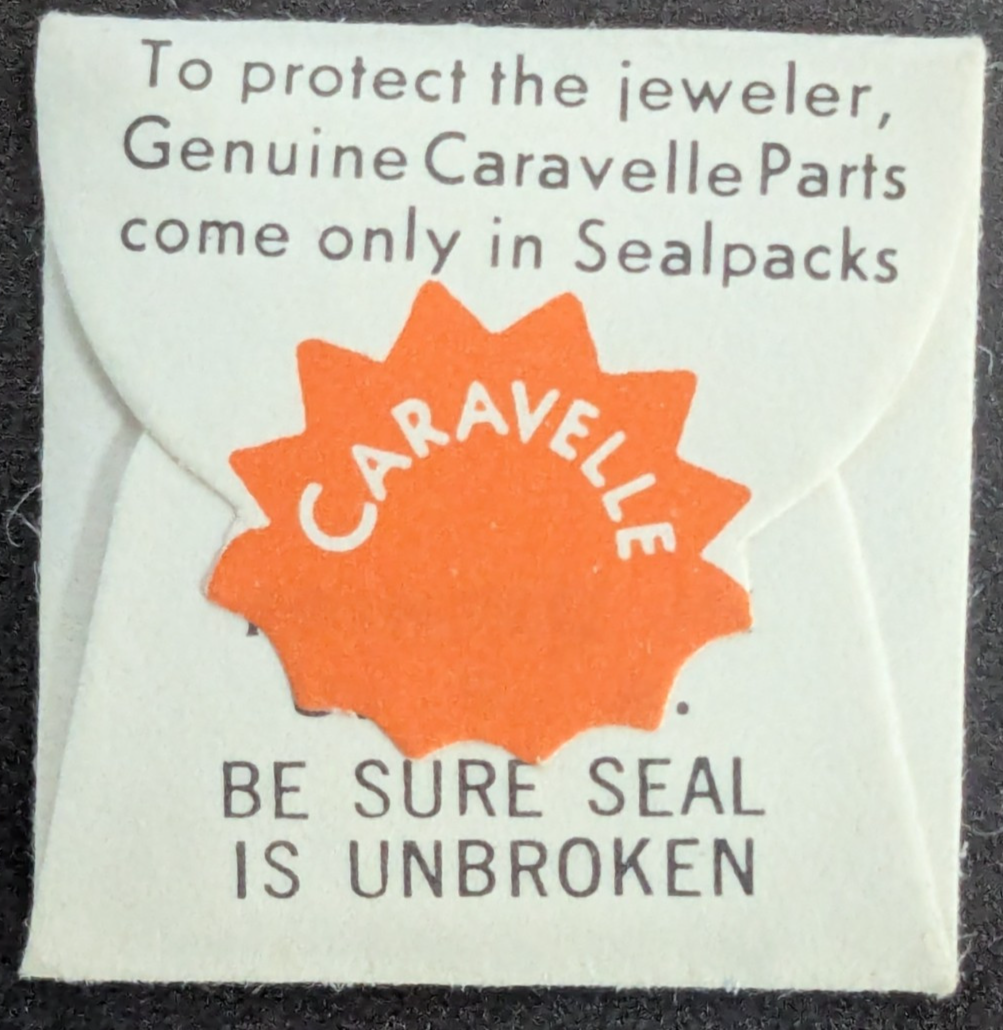 To protect the jeweler,
Genuine Caravelle Parts
come only in Sealpacks
CARAVELLE
BE SURE SEAL
IS UNBROKEN